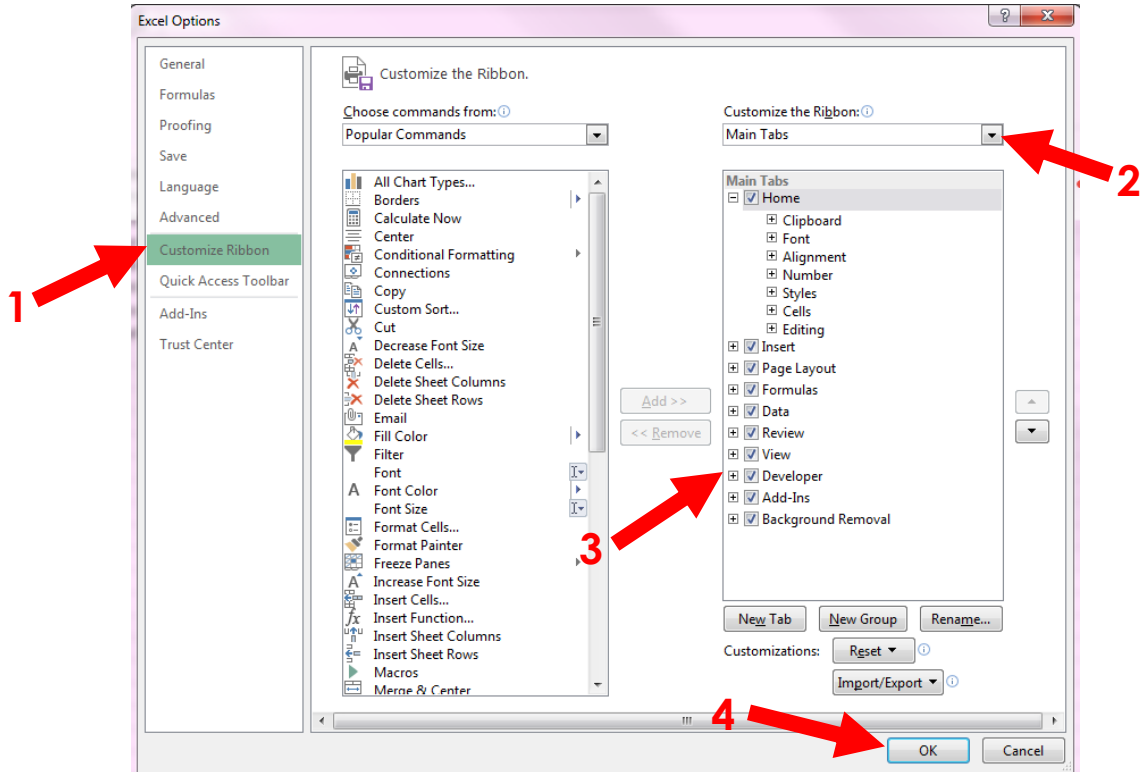 Excel Options
General
Formulas
Proofing
Save
Language
Advanced
Customize Ribbon
Quick Access Toolbar
Add-Ins
Trust Center
1
Customize the Ribbon.
Choose commands from:
Popular Commands
All Chart Types...
Borders
Calculate Now
Center
Conditional Formatting
Connections
Copy
Custom Sort...
Cut
Decrease Font Size
Delete Cells...
Delete Sheet Columns
Delete Sheet Rows
Email
Fill Color
Filter
Font
A Font Color
Font Size
Format Cells...
Format Painter
Freeze Panes
Increase Font Size
Insert Cells...
Insert Function...
Insert Sheet Columns
Insert Sheet Rows
Macros
Merge & Center
Add >>
<< Remove
Customize the Ribbon:
Main Tabs
2
Main Tabs
Home
Clipboard
Font
Alignment
Number
Styles
Cells
Editing
Insert
Page Layout
Formulas
Data
Review
View
Developer
Add-Ins
Background Removal
3
New Tab New Group Rename...
Customizations: Reset
Import/Export
4
OK Cancel